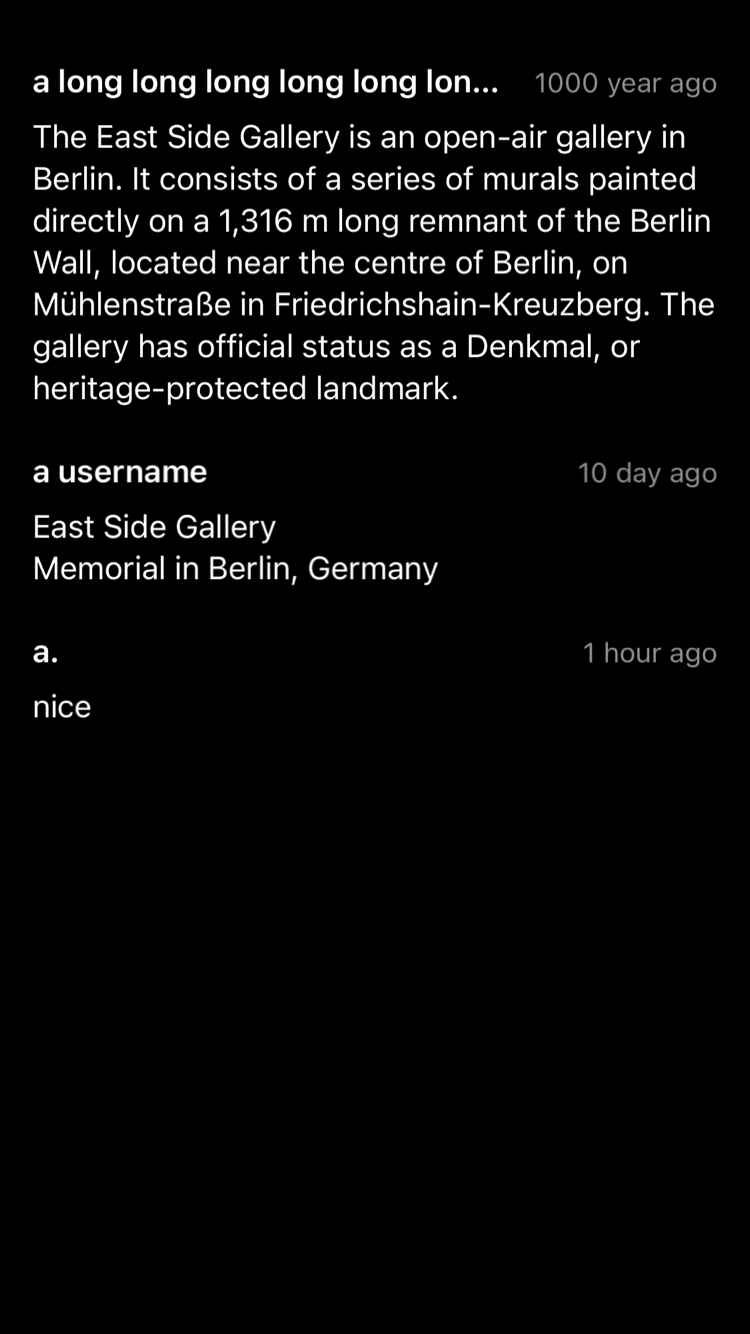 a long long long long long lon... 1000 year ago
The East Side Gallery is an open-air gallery in
Berlin. It consists of a series of murals painted
directly on a 1,316 m long remnant of the Berlin
Wall, located near the centre of Berlin, on
Mühlenstraße in Friedrichshain-Kreuzberg. The
gallery has official status as a Denkmal, or
heritage-protected landmark.
a username 10 day ago
East Side Gallery
Memorial in Berlin, Germany
a. 1 hour ago
nice